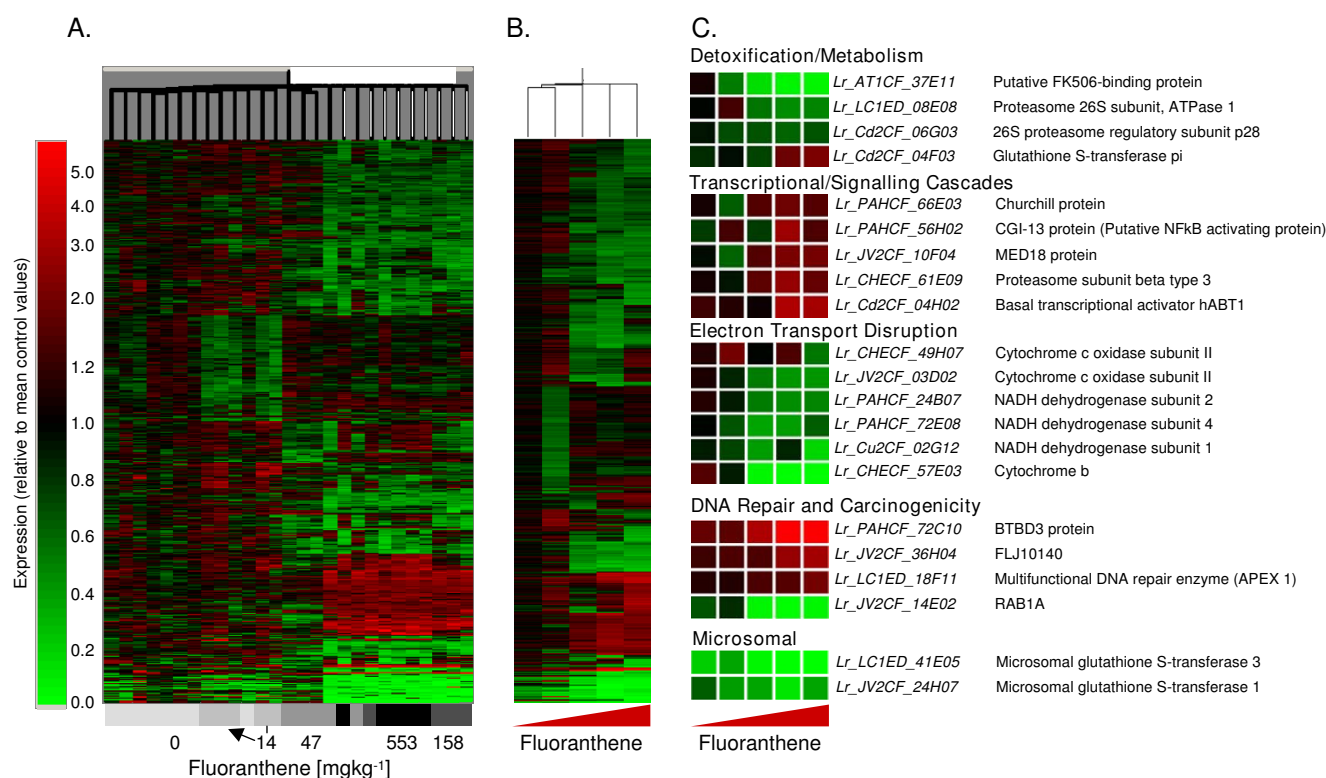 A.
B.
C.
Expression (relative to mean control values)
5.0
4.0
3.0
2.0
1.2
1.0
0.8
0.6
0.4
0.2
0.0
0
14
47
553
158
Fluoranthene [mgkg-1]
Fluoranthene
Detoxification/Metabolism
Lr_AT1CF_37E11 Putative FK506-binding protein
Lr_LC1ED_08E08 Proteasome 26S subunit, ATPase 1
Lr_Cd2CF_06G03 26S proteasome regulatory subunit p28
Lr_Cd2CF_04F03 Glutathione S-transferase pi
Transcriptional/Signalling Cascades
Lr_PAHCF_66E03 Churchill protein
Lr_PAHCF_56H02 CGI-13 protein (Putative NFkB activating protein)
Lr_JV2CF_10F04 MED18 protein
Lr_CHECF_61E09 Proteasome subunit beta type 3
Lr_Cd2CF_04H02 Basal transcriptional activator hABT1
Electron Transport Disruption
Lr_CHECF_49H07 Cytochrome c oxidase subunit II
Lr_JV2CF_03D02 Cytochrome c oxidase subunit II
Lr_PAHCF_24B07 NADH dehydrogenase subunit 2
Lr_PAHCF_72E08 NADH dehydrogenase subunit 4
Lr_Cu2CF_02G12 NADH dehydrogenase subunit 1
Lr_CHECF_57E03 Cytochrome b
DNA Repair and Carcinogenicity
Lr_PAHCF_72C10 BTBD3 protein
Lr_JV2CF_36H04 FLJ10140
Lr_LC1ED_18F11 Multifunctional DNA repair enzyme (APEX 1)
Lr_JV2CF_14E02 RAB1A
Microsomal
Lr_LC1ED_41E05 Microsomal glutathione S-transferase 3
Lr_JV2CF_24H07 Microsomal glutathione S-transferase 1
Fluoranthene